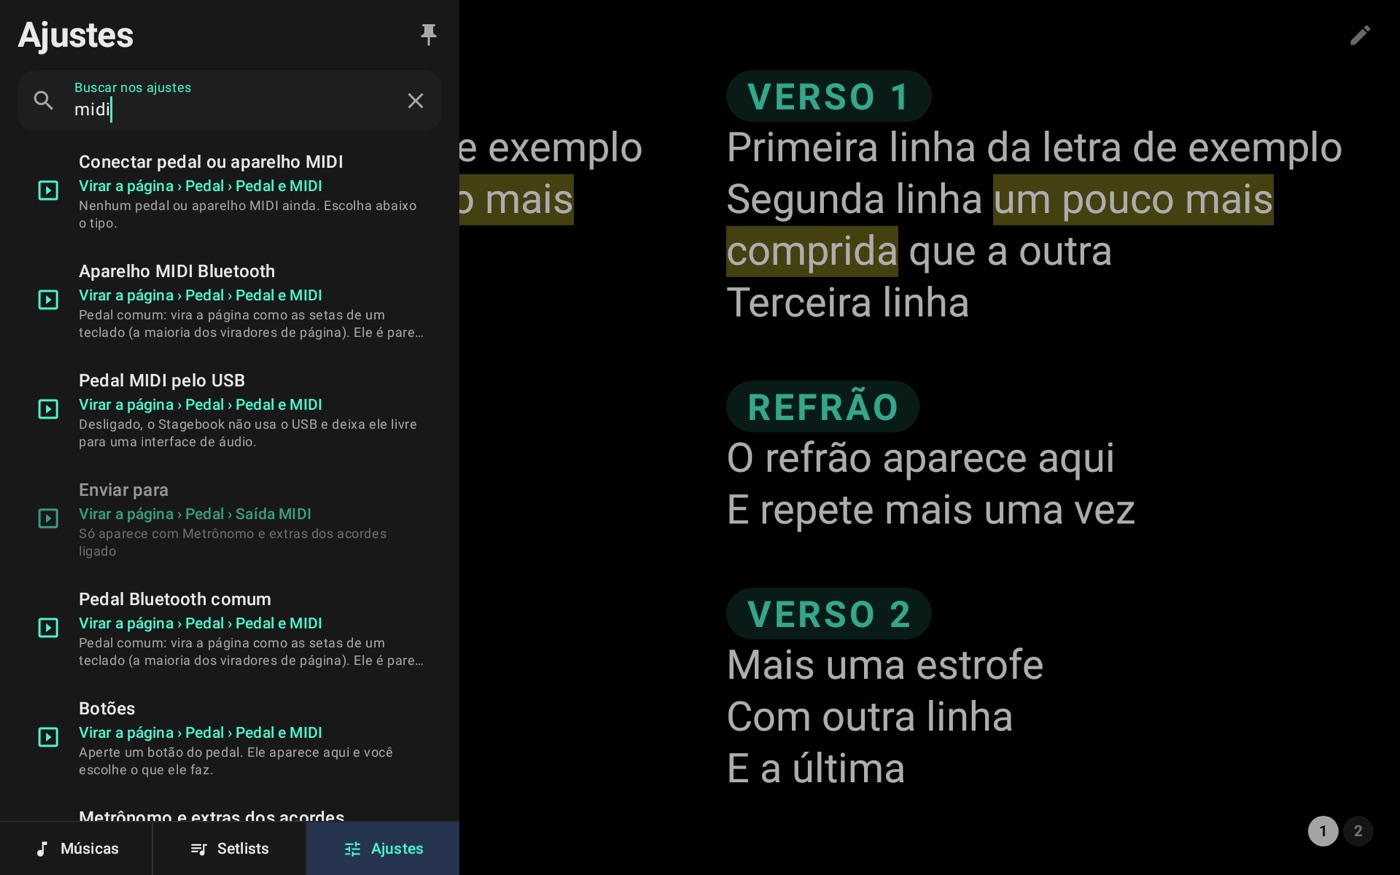 Ajustes
Buscar nos ajustes
midi
Conectar pedal ou aparelho MIDI
Virar a página › Pedal › Pedal e MIDI
Nenhum pedal ou aparelho MIDI ainda. Escolha abaixo
o tipo.
Aparelho MIDI Bluetooth
Virar a página › Pedal › Pedal e MIDI
Pedal comum: vira a página como as setas de um
teclado (a maioria dos viradores de página). Ele é pare…
Pedal MIDI pelo USB
Virar a página › Pedal › Pedal e MIDI
Desligado, o Stagebook não usa o USB e deixa ele livre
para uma interface de áudio.
Enviar para
Virar a página › Pedal › Saída MIDI
Só aparece com Metrônomo e extras dos acordes
ligado
Pedal Bluetooth comum
Virar a página › Pedal › Pedal e MIDI
Pedal comum: vira a página como as setas de um
teclado (a maioria dos viradores de página). Ele é pare…
Botões
Virar a página › Pedal › Pedal e MIDI
Aperte um botão do pedal. Ele aparece aqui e você
escolhe o que ele faz.
Metrônomo e extras dos acordes
Músicas
Setlists
Ajustes
e exemplo
o mais
VERSO 1
Primeira linha da letra de exemplo
Segunda linha um pouco mais
comprida que a outra
Terceira linha
REFRÃO
O refrão aparece aqui
E repete mais uma vez
VERSO 2
Mais uma estrofe
Com outra linha
E a última
1
2